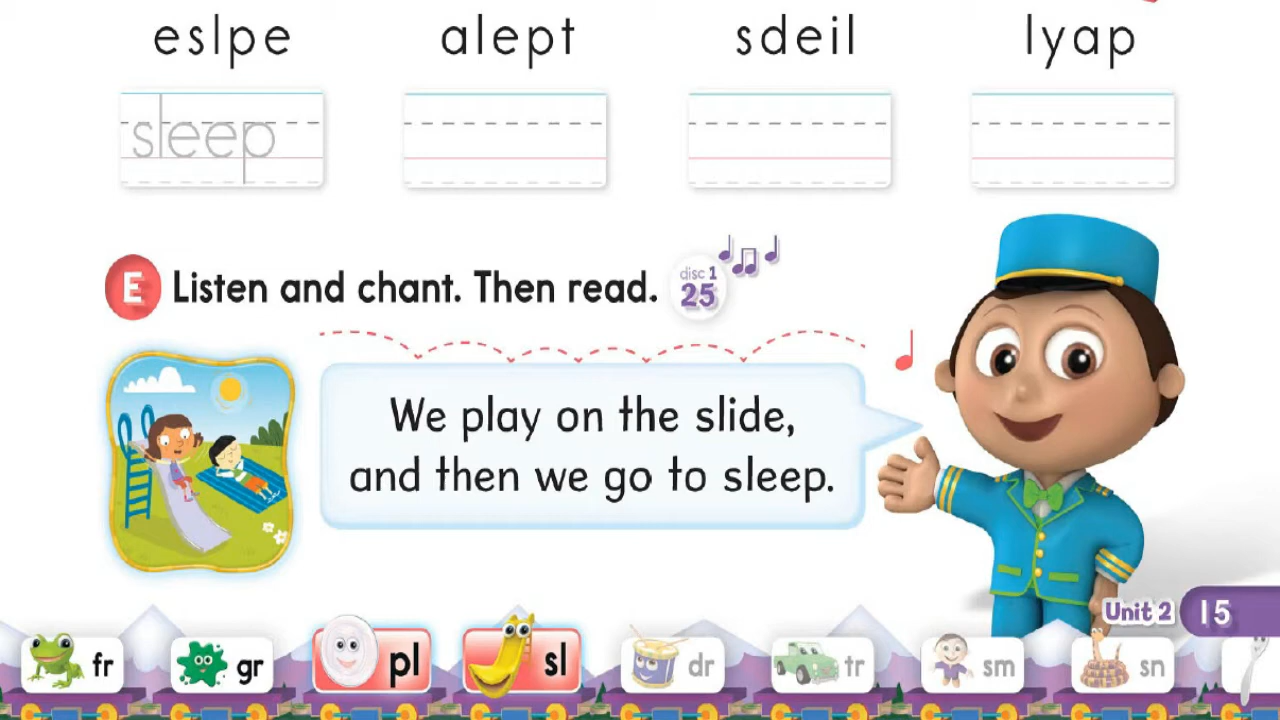 eslpe alept sdeil lyap
sleep
E Listen and chant. Then read. disc 1 25
We play on the slide,
and then we go to sleep.
Unit 2 15
fr gr pl sl dr tr sm sn